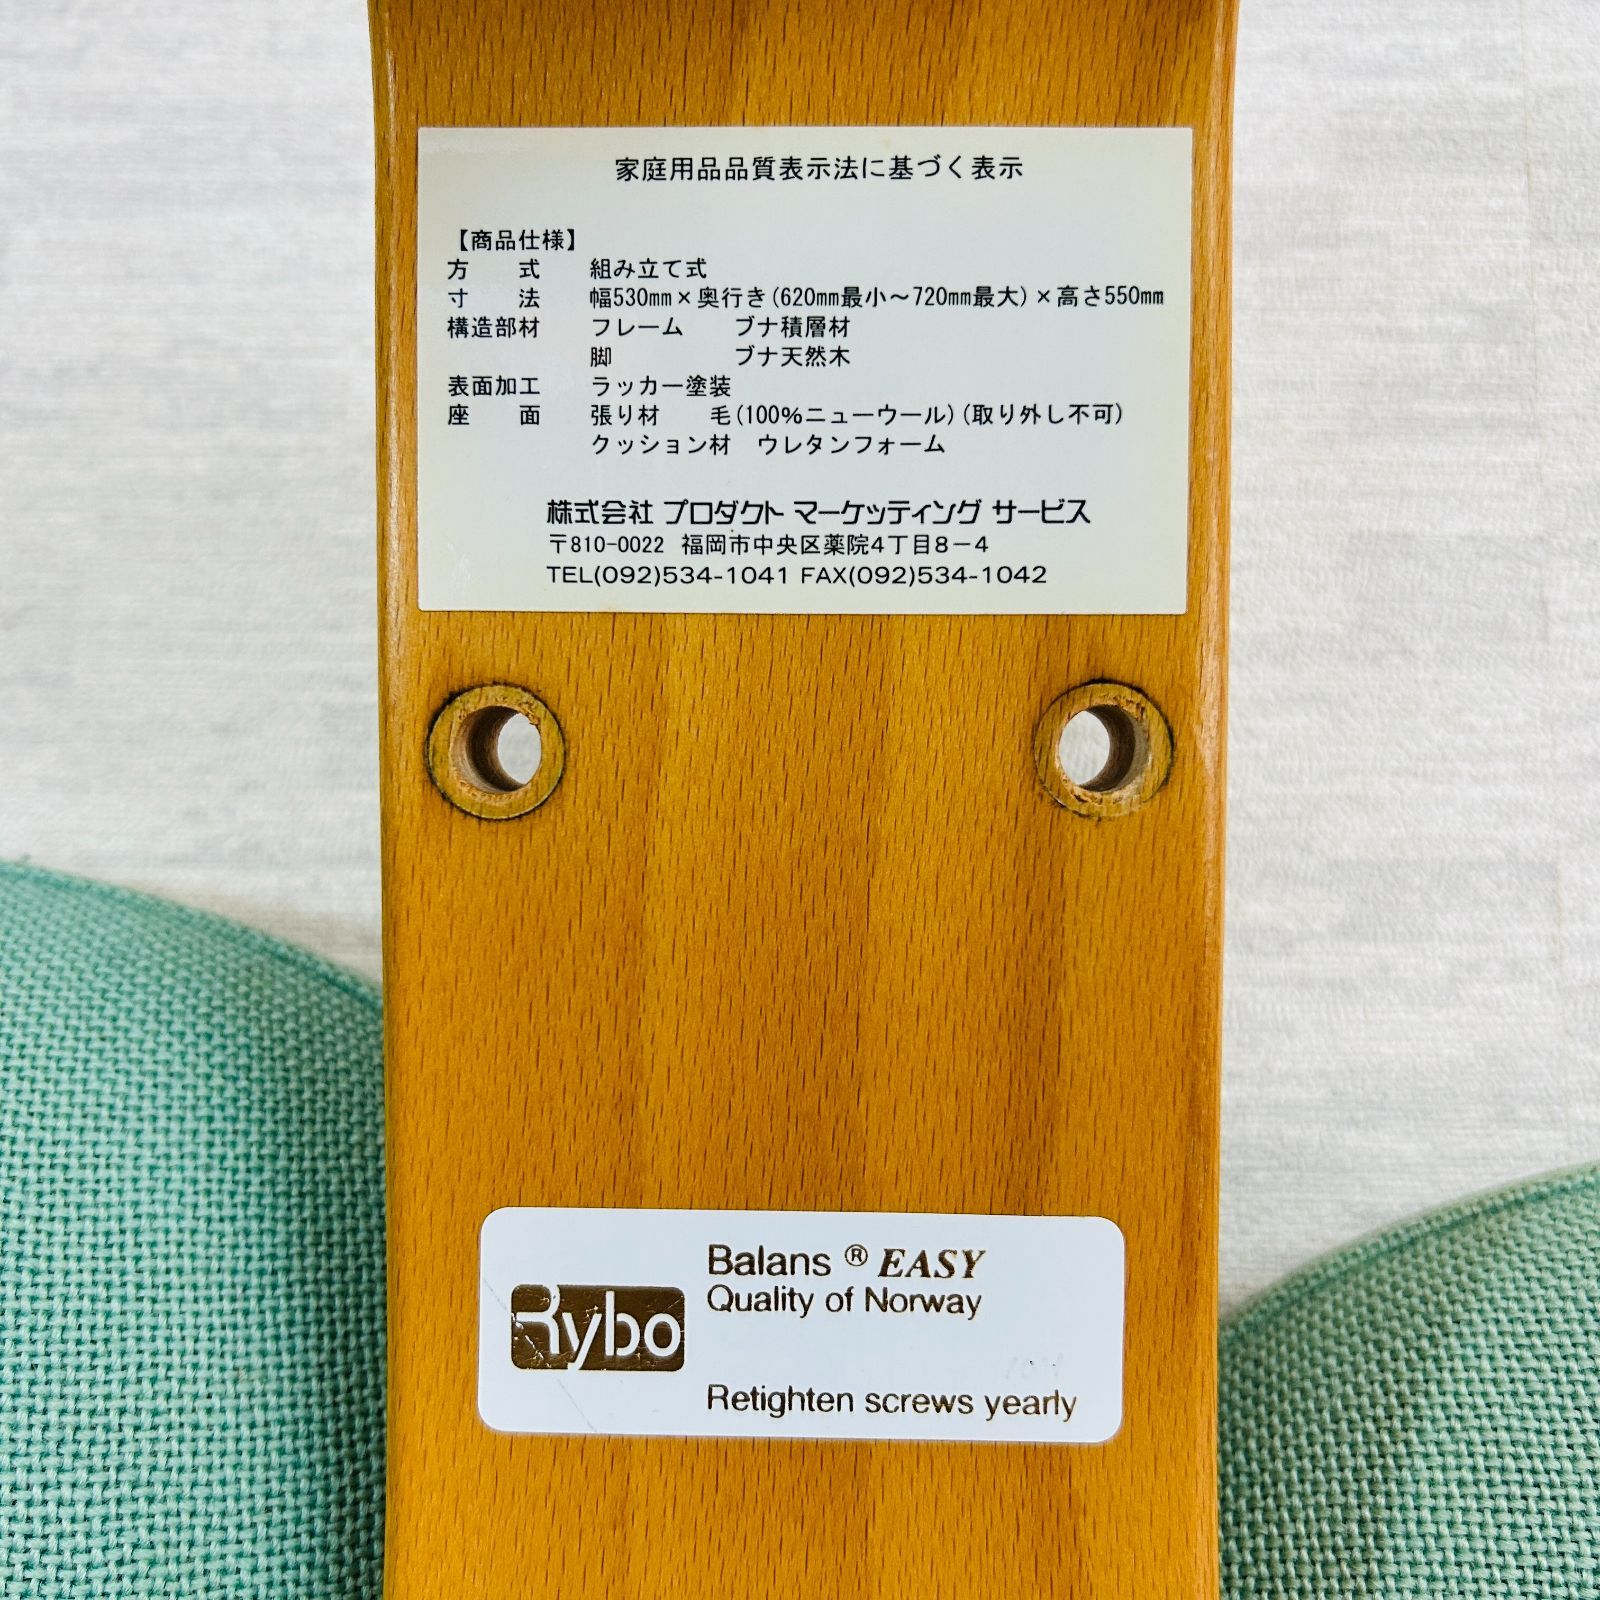 家庭用品品質表示法に基づく表示
【商品仕様】
方　式　組み立て式
寸　法　幅530㎜×奥行き(620㎜最小～720㎜最大)×高さ550㎜
構造部材　フレーム　ブナ積層材
脚　ブナ天然木
表面加工　ラッカー塗装
座　面　張り材　毛(100%ニューウール)(取り外し不可)
クッション材　ウレタンフォーム
株式会社 プロダクト マーケッティング サービス
〒810-0022 福岡市中央区薬院4丁目8－4
TEL(092)534-1041 FAX(092)534-1042
Balans ® EASY
Quality of Norway
Rybo
Retighten screws yearly